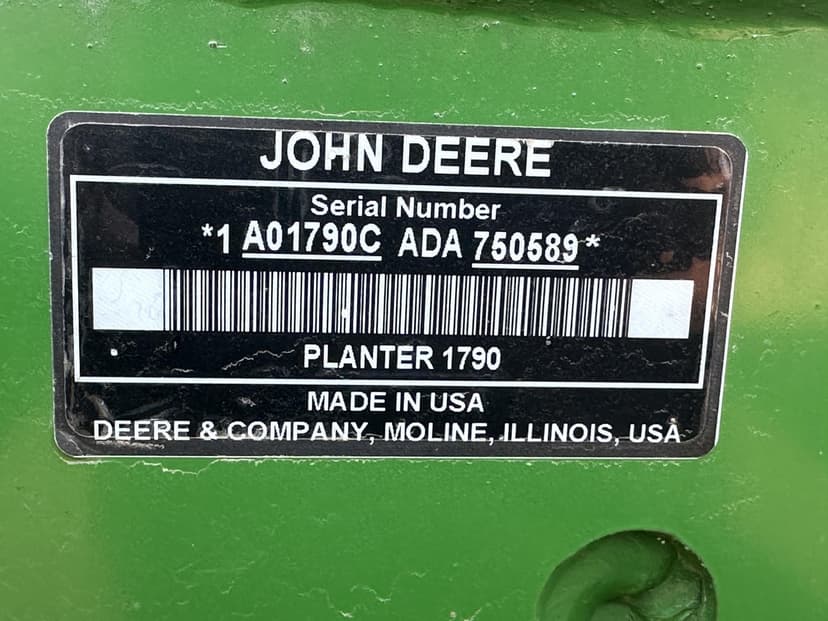 JOHN DEERE
Serial Number
*1 A01790C ADA 750589*
PLANTER 1790
MADE IN USA
DEERE & COMPANY, MOLINE, ILLINOIS, USA